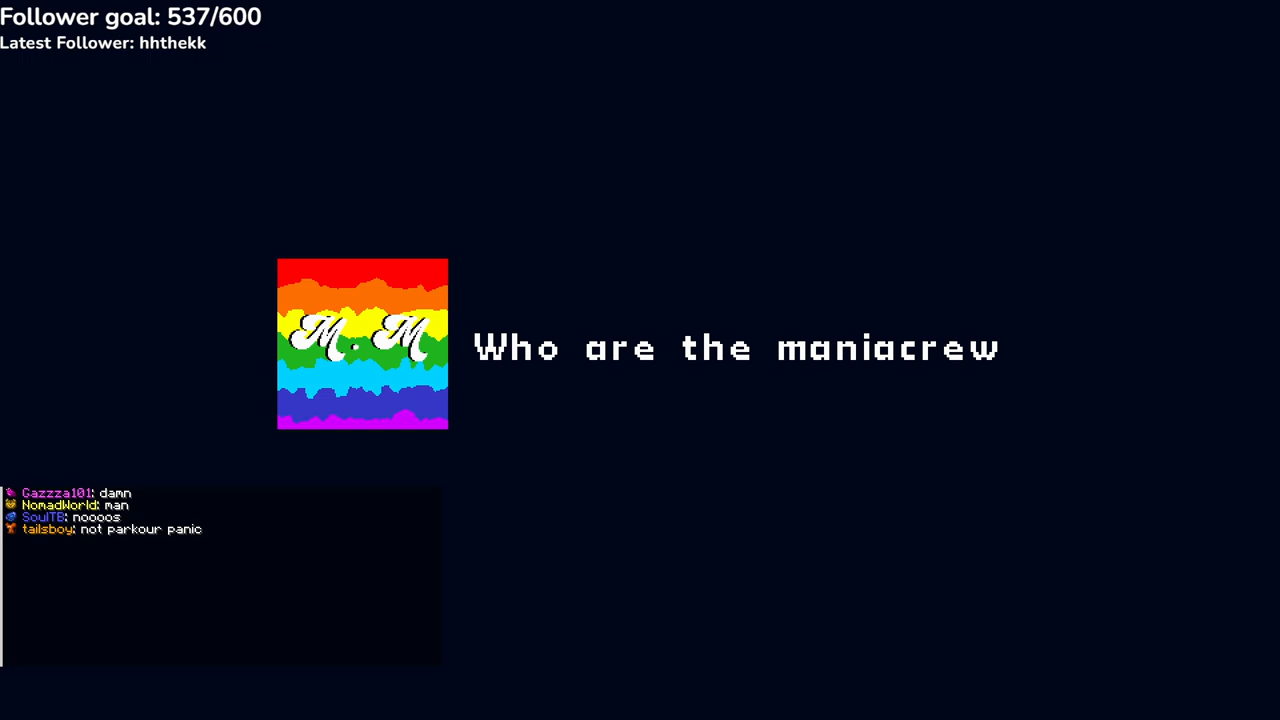 Follower goal: 537/600
Latest Follower: hhthekk
M. M
Who are the maniacrew
Gazzza101: damn
NomadWorld: man
SoulTB: noooos
tailsboy: not parkour panic